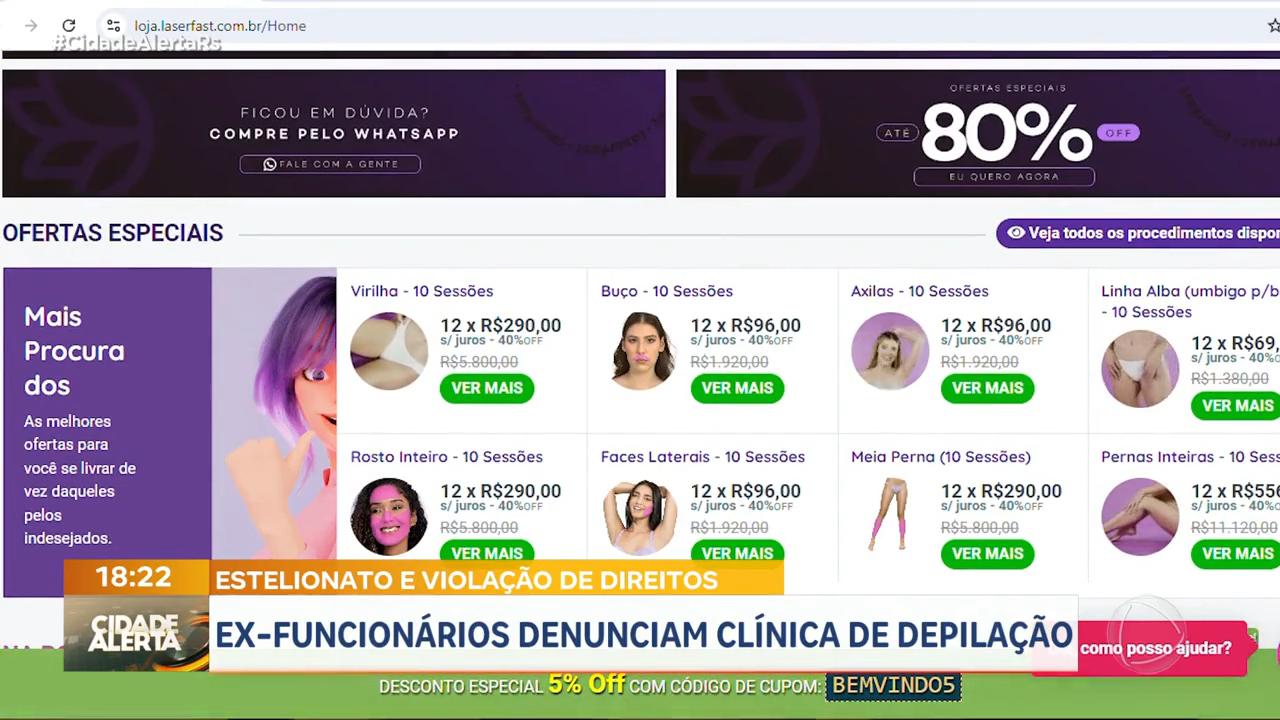 loja.laserfast.com.br/Home
#CidadeAlertaRs
FICOU EM DÚVIDA?
COMPRE PELO WHATSAPP
FALE COM A GENTE
OFERTAS ESPECIAIS
ATÉ 80% OFF
EU QUERO AGORA
OFERTAS ESPECIAIS
Veja todos os procedimentos dispon
Mais
Procura
dos
As melhores
ofertas para
você se livrar de
vez daqueles
pelos
indesejados.
Virilha - 10 Sessões
12 x R$290,00
s/ juros - 40%OFF
R$5.800,00
VER MAIS
Buço - 10 Sessões
12 x R$96,00
s/ juros - 40%OFF
R$1.920,00
VER MAIS
Axilas - 10 Sessões
12 x R$96,00
s/ juros - 40%OFF
R$1.920,00
VER MAIS
Linha Alba (umbigo p/b
- 10 Sessões
12 x R$69,
s/ juros - 40%
R$1.380,00
VER MAIS
Rosto Inteiro - 10 Sessões
12 x R$290,00
s/ juros - 40%OFF
R$5.800,00
VER MAIS
Faces Laterais - 10 Sessões
12 x R$96,00
s/ juros - 40%OFF
R$1.920,00
VER MAIS
Meia Perna (10 Sessões)
12 x R$290,00
s/ juros - 40%OFF
R$5.800,00
VER MAIS
Pernas Inteiras - 10 Sess
12 x R$556
s/ juros - 40%
R$11.120,00
VER MAIS
18:22
ESTELIONATO E VIOLAÇÃO DE DIREITOS
CIDADE
ALERTA
EX-FUNCIONÁRIOS DENUNCIAM CLÍNICA DE DEPILAÇÃO
como posso ajudar?
DESCONTO ESPECIAL 5% Off COM CÓDIGO DE CUPOM: BEMVINDO5